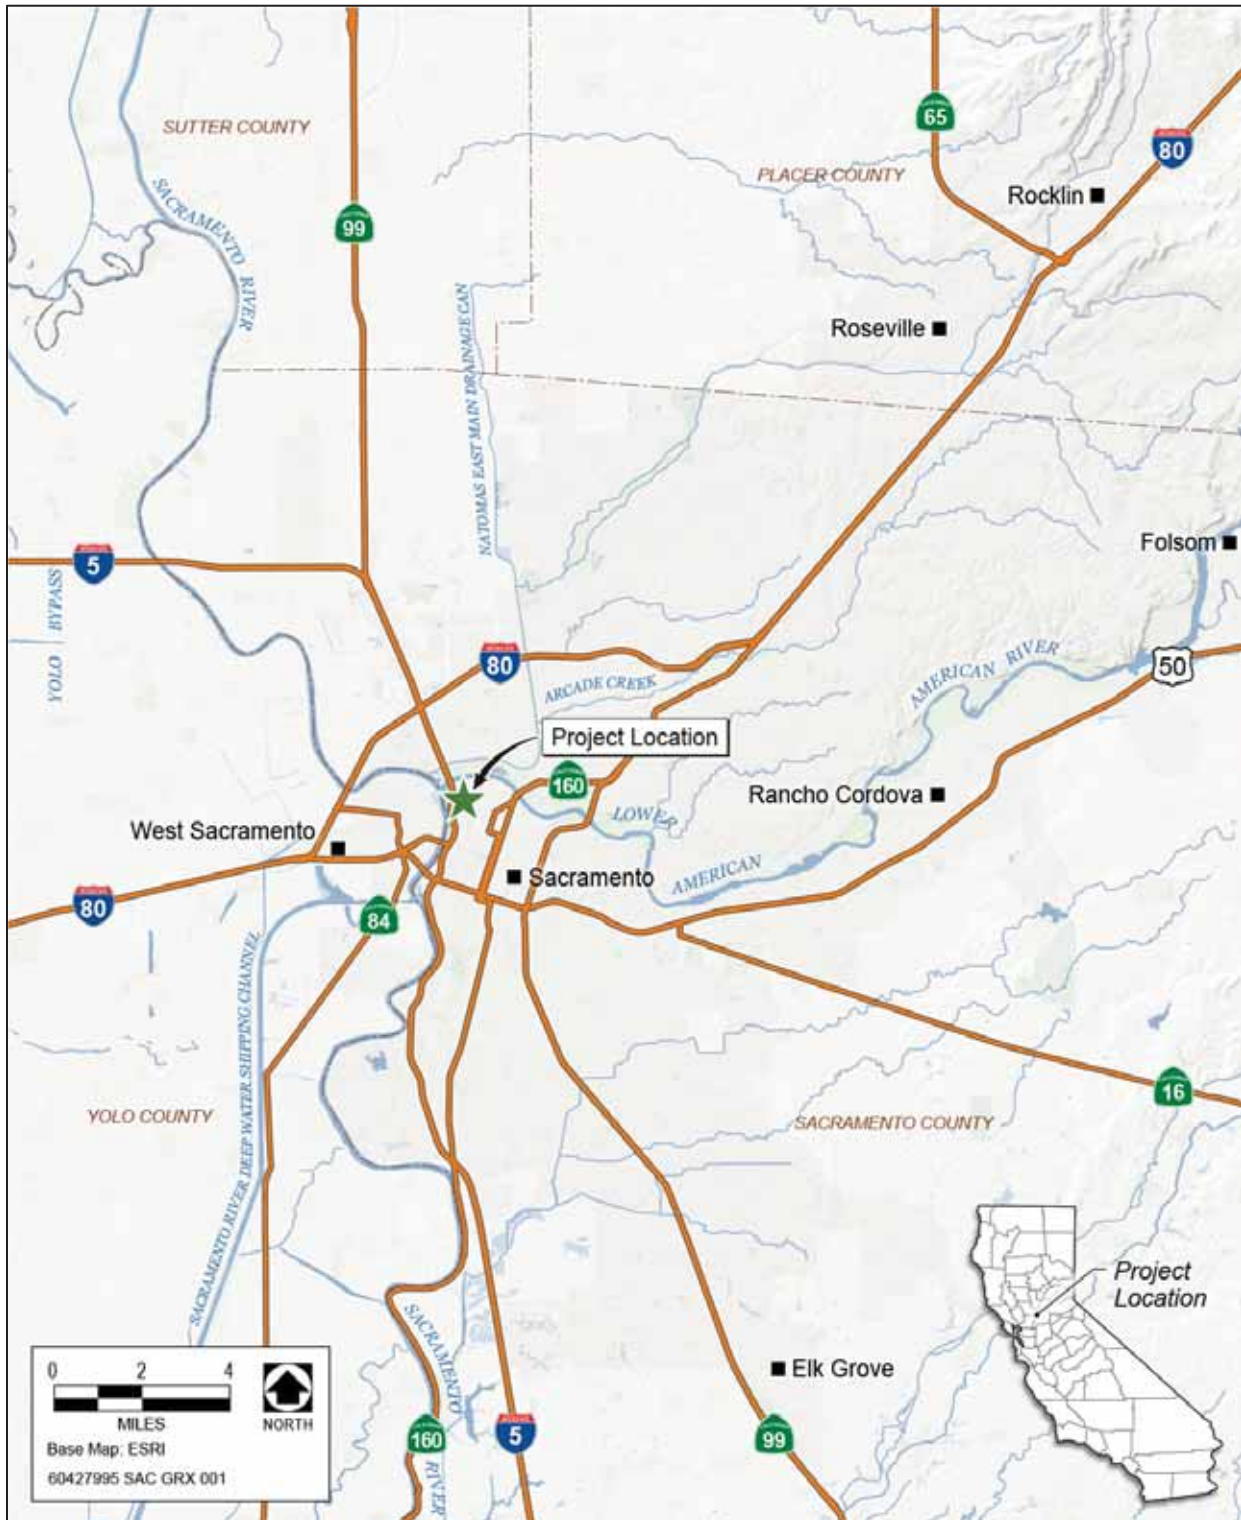 SUTTER COUNTY
SACRAMENTO RIVER
99
65
80
PLACER COUNTY
Rocklin
Roseville
NATOMAS EAST MAIN DRAINAGE CAN
5
YOLO BYPASS
Folsom
80
ARCADE CREEK
AMERICAN RIVER
50
Project Location
160
LOWER
AMERICAN
Rancho Cordova
West Sacramento
Sacramento
80
84
SACRAMENTO RIVER DEEP WATER SHIPPING CHANNEL
YOLO COUNTY
SACRAMENTO COUNTY
16
Project
Location
SACRAMENTO
RIVER
Elk Grove
160
5
99
0 2 4
MILES
NORTH
Base Map: ESRI
60427995 SAC GRX 001